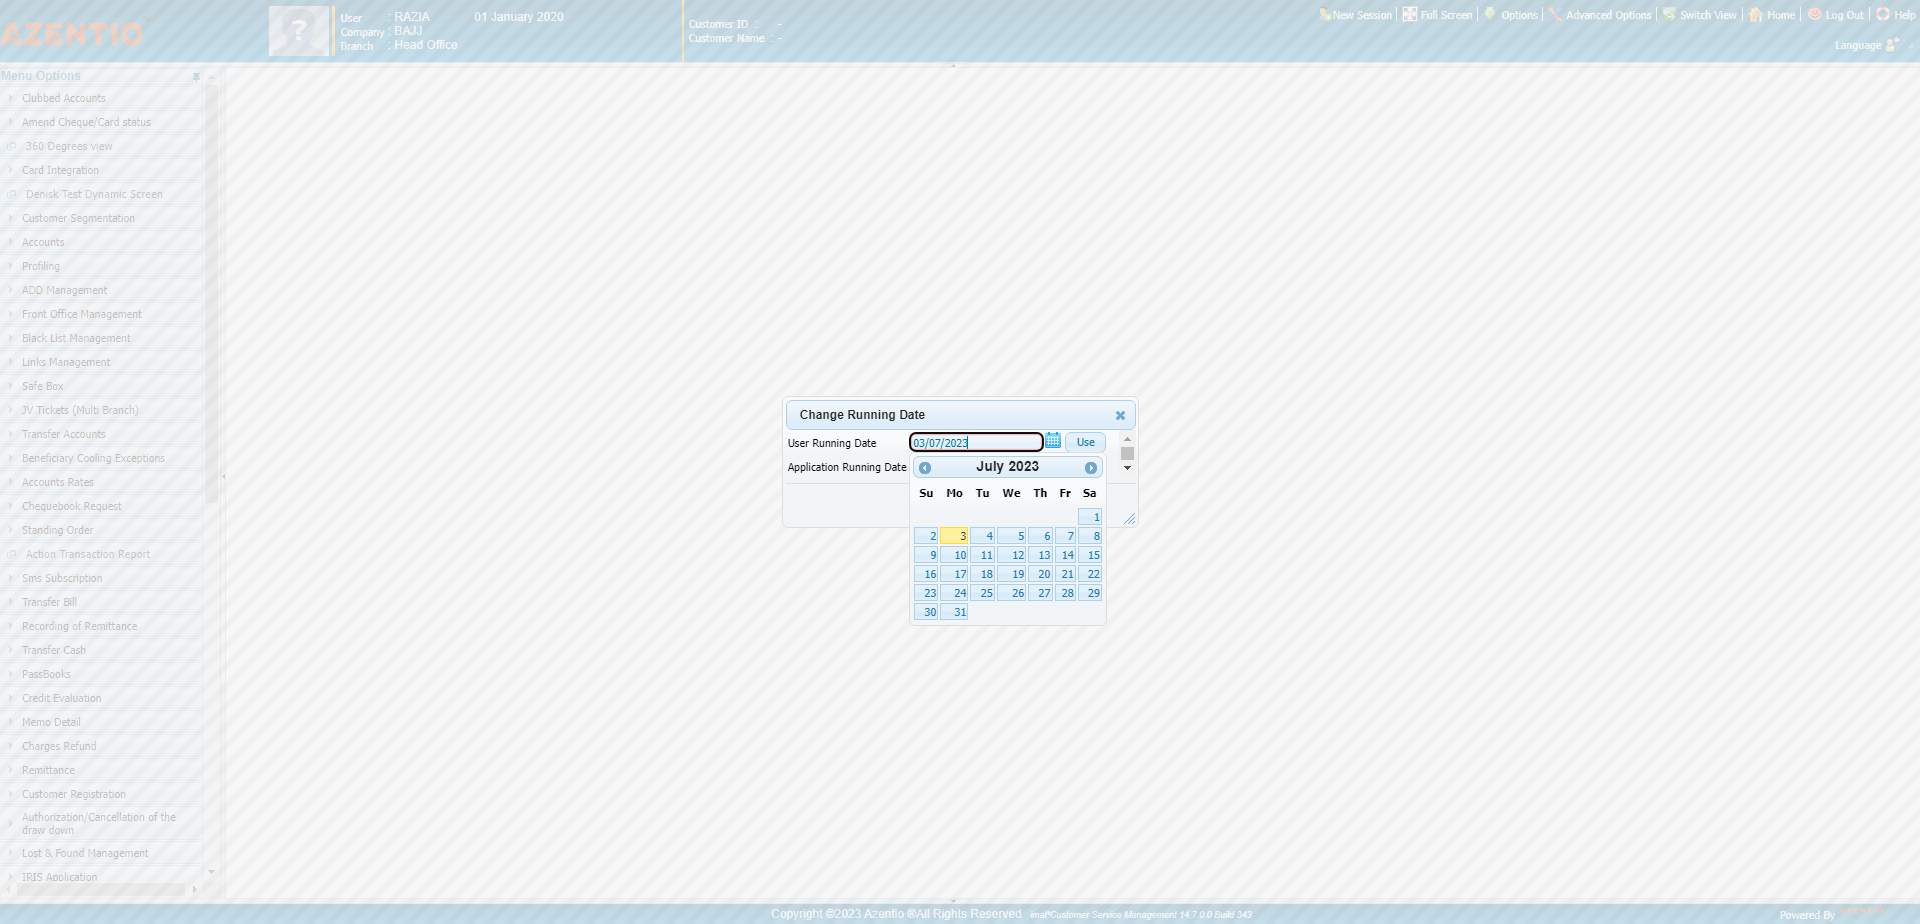 AZENTIO
User : RAZIA 01 January 2020
Company : BAJJ
Branch : Head Office
Customer ID : -
Customer Name : -
New Session Full Screen Options Advanced Options Switch View Home Log Out Help
Language
Menu Options
Clubbed Accounts
Amend Cheque/Card status
360 Degrees view
Card Integration
Denisk Test Dynamic Screen
Customer Segmentation
Accounts
Profiling
ADD Management
Front Office Management
Black List Management
Links Management
Safe Box
JV Tickets (Multi Branch)
Transfer Accounts
Beneficiary Cooling Exceptions
Accounts Rates
Chequebook Request
Standing Order
Action Transaction Report
Sms Subscription
Transfer Bill
Recording of Remittance
Transfer Cash
PassBooks
Credit Evaluation
Memo Detail
Charges Refund
Remittance
Customer Registration
Authorization/Cancellation of the
draw down
Lost & Found Management
IRIS Application
Change Running Date
User Running Date 03/07/2023 Use
Application Running Date
July 2023
Su Mo Tu We Th Fr Sa
1
2 3 4 5 6 7 8
9 10 11 12 13 14 15
16 17 18 19 20 21 22
23 24 25 26 27 28 29
30 31
Copyright ©2023 Azentio ®All Rights Reserved imal*Customer Service Management 14.7.0.0 Build 343
Powered By